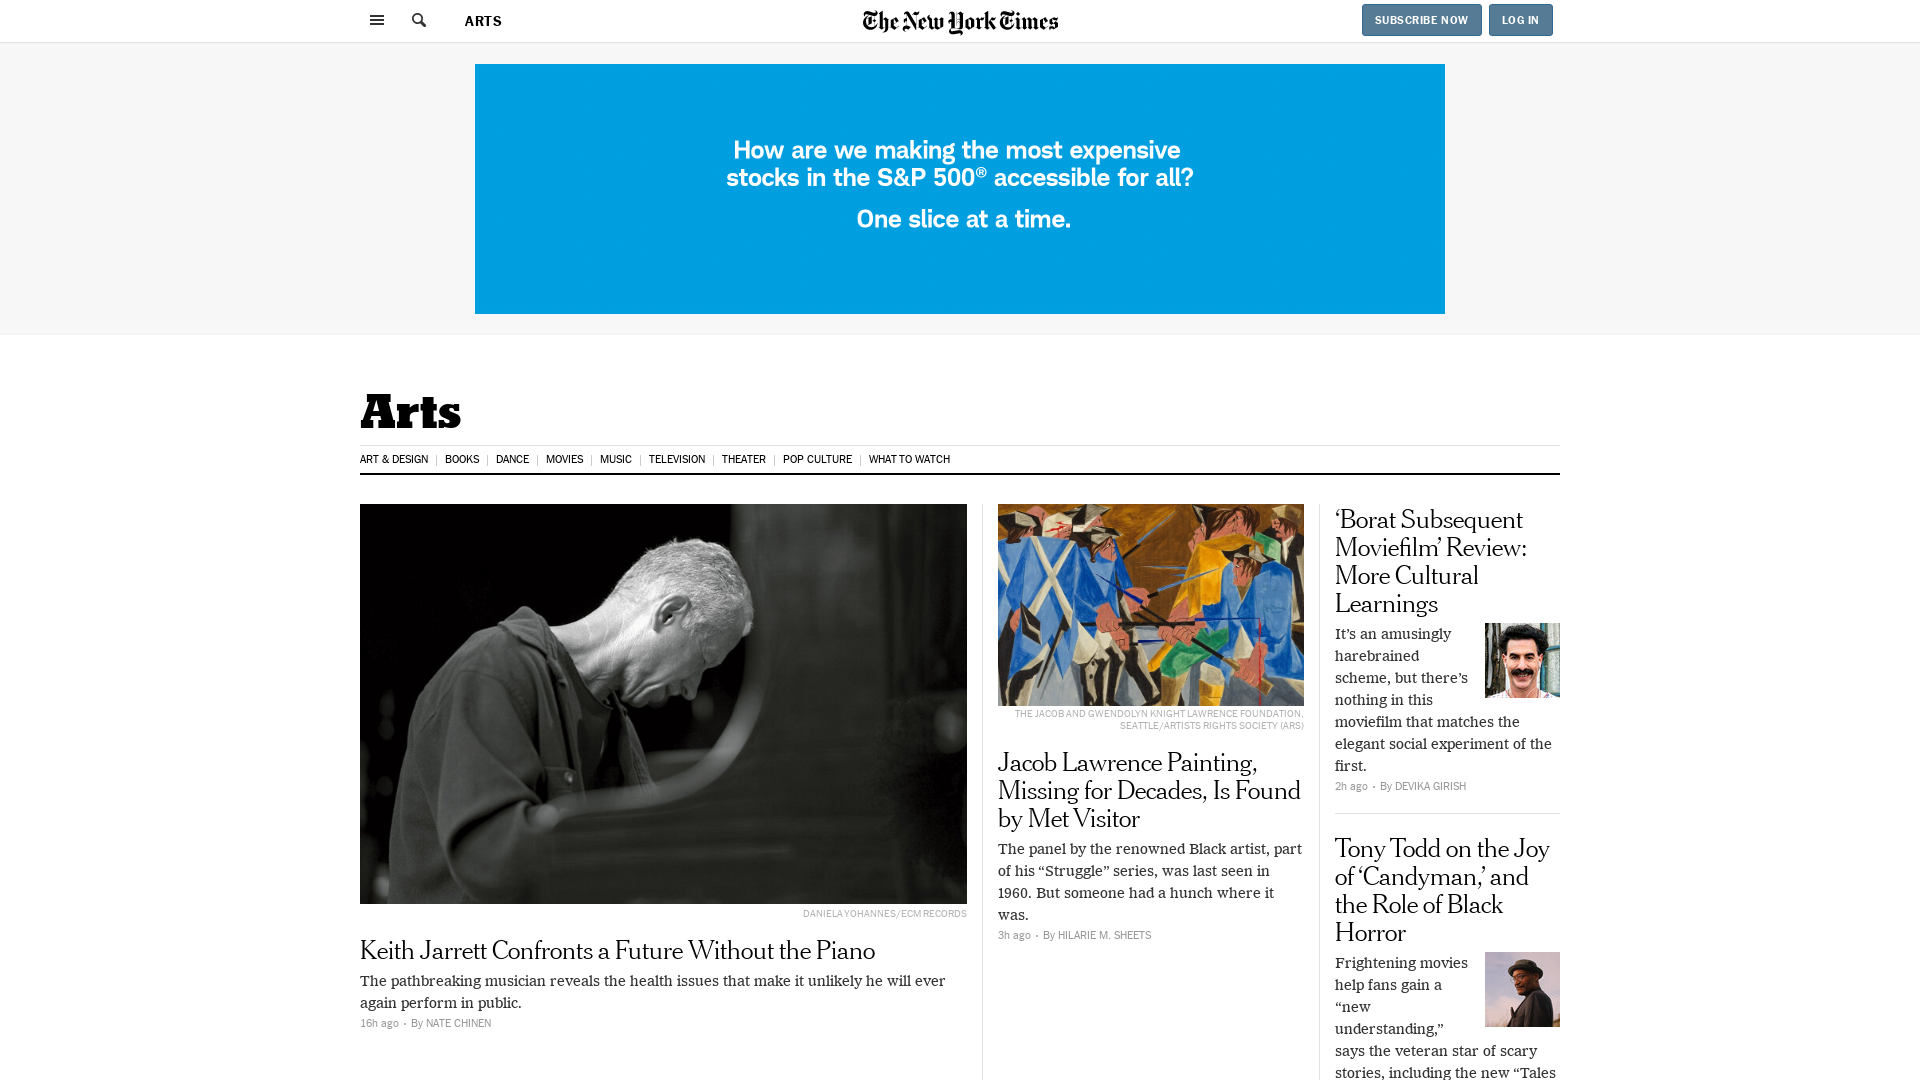 ARTS
The New York Times
SUBSCRIBE NOW
LOG IN
How are we making the most expensive
stocks in the S&P 500® accessible for all?
One slice at a time.
Arts
ART & DESIGN
BOOKS
DANCE
MOVIES
MUSIC
TELEVISION
THEATER
POP CULTURE
WHAT TO WATCH
DANIELA YOHANNES/ECM RECORDS
Keith Jarrett Confronts a Future Without the Piano
The pathbreaking musician reveals the health issues that make it unlikely he will ever
again perform in public.
16h ago • By NATE CHINEN
THE JACOB AND GWENDOLYN KNIGHT LAWRENCE FOUNDATION,
SEATTLE/ARTISTS RIGHTS SOCIETY (ARS)
Jacob Lawrence Painting,
Missing for Decades, Is Found
by Met Visitor
The panel by the renowned Black artist, part
of his “Struggle” series, was last seen in
1960. But someone had a hunch where it
was.
3h ago • By HILARIE M. SHEETS
‘Borat Subsequent
Moviefilm’ Review:
More Cultural
Learnings
It’s an amusingly
harebrained
scheme, but there’s
nothing in this
moviefilm that matches the
elegant social experiment of the
first.
2h ago • By DEVIKA GIRISH
Tony Todd on the Joy
of ‘Candyman,’ and
the Role of Black
Horror
Frightening movies
help fans gain a
“new
understanding,”
says the veteran star of scary
stories, including the new “Tales